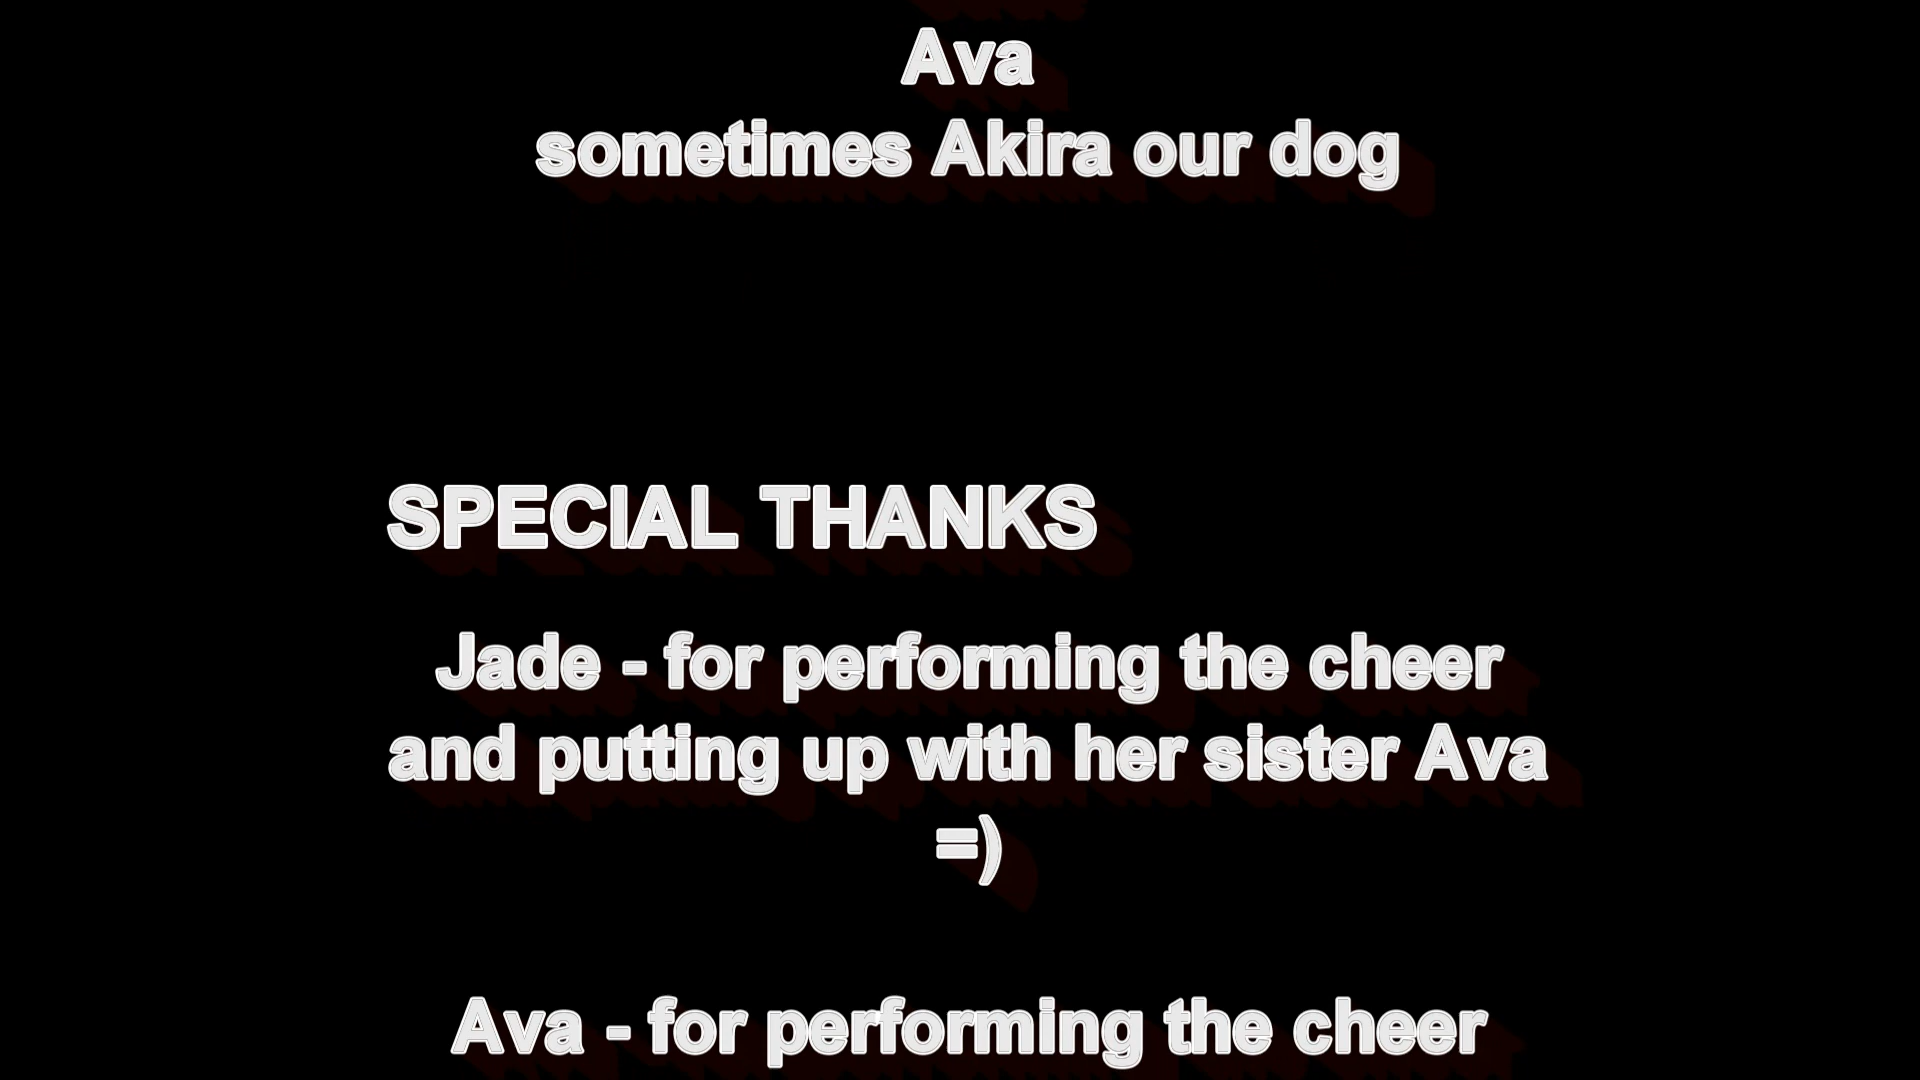 Ava
sometimes Akira our dog
SPECIAL THANKS
Jade - for performing the cheer
and putting up with her sister Ava
=)
Ava - for performing the cheer